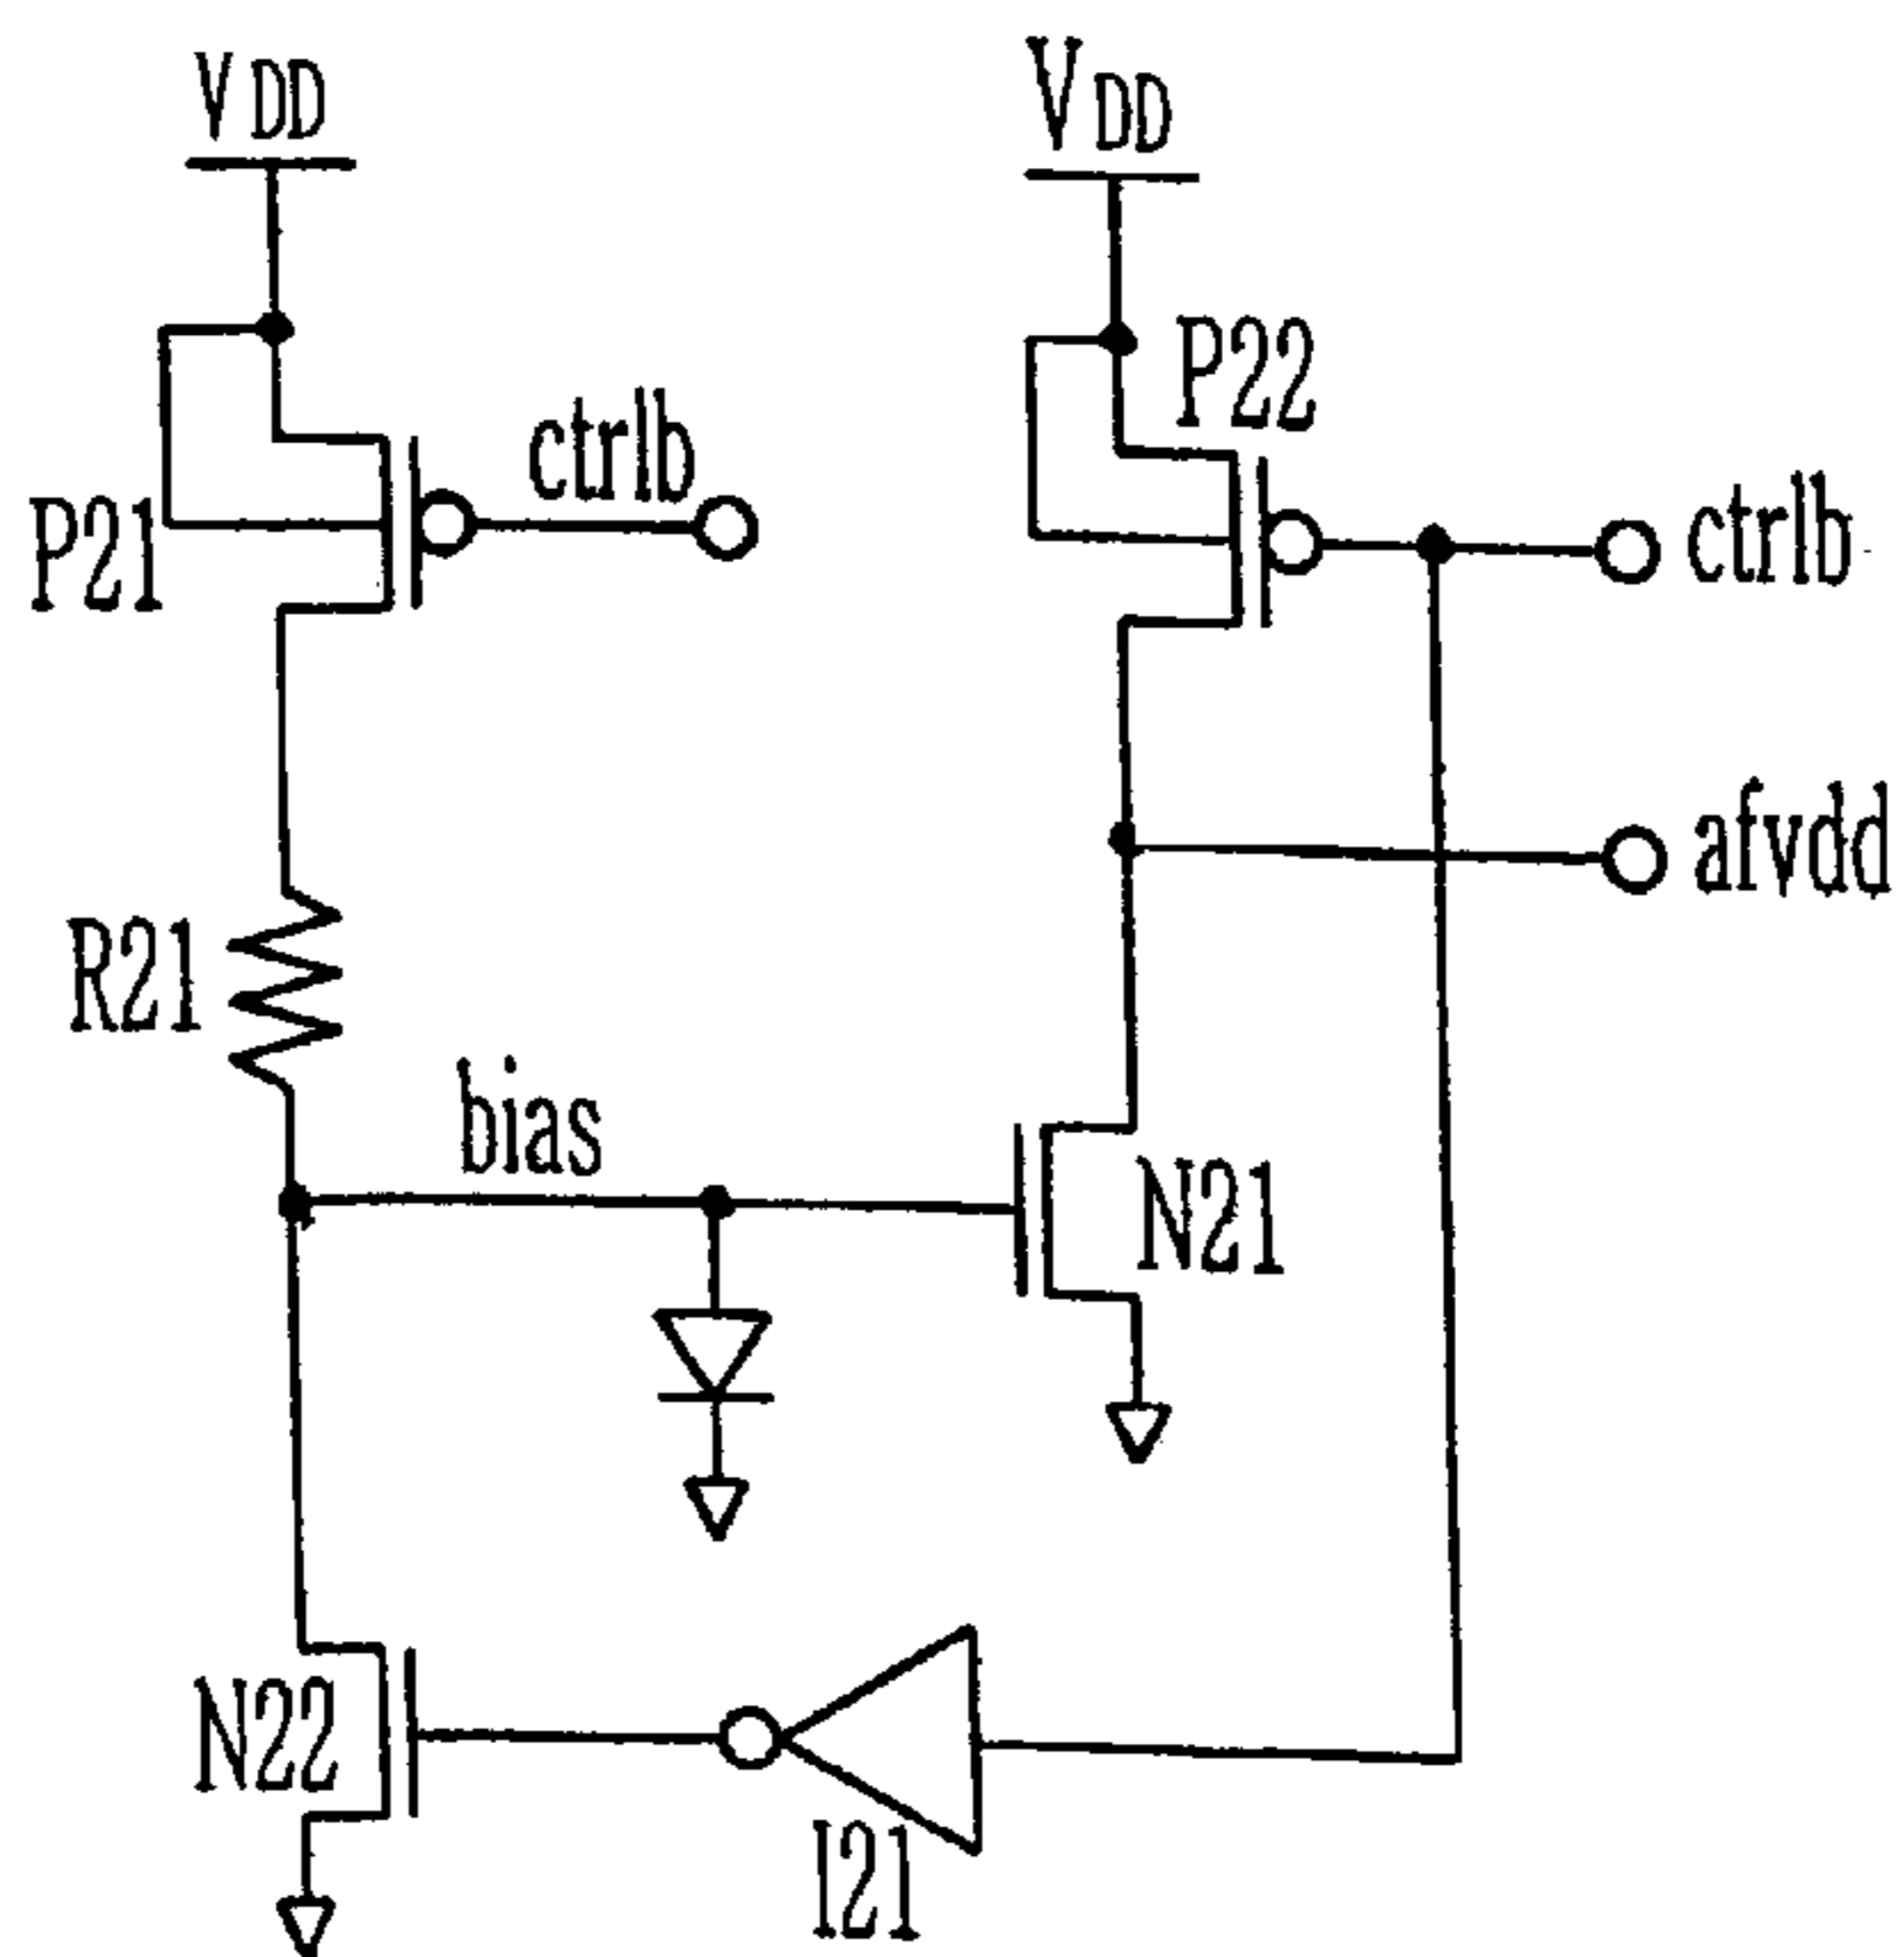 VDD
VDD
P22
ctrlb
P21
ctrlb
afvdd
R21
bias
N21
N22
I21